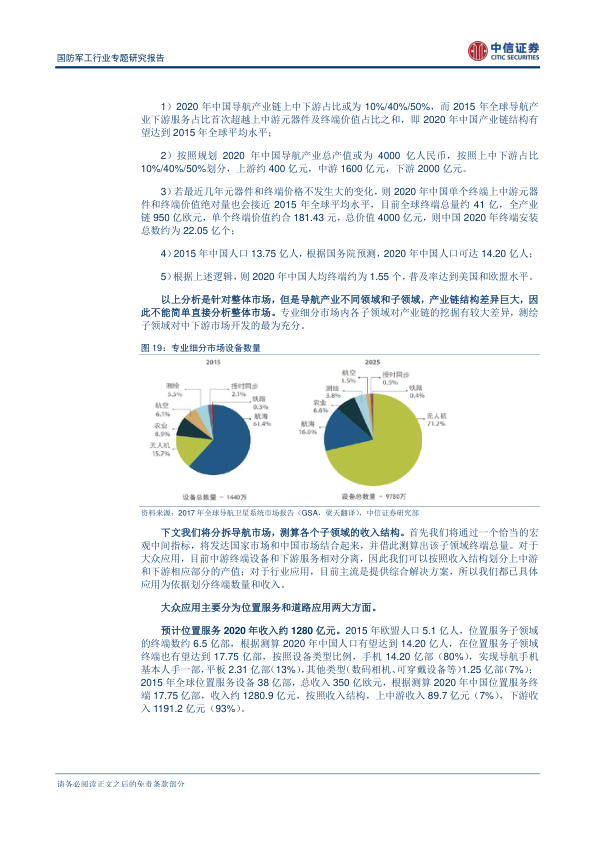 国防军工行业专题研究报告
中信证券
CITIC SECURITIES
1）2020 年中国导航产业链上中下游占比或为 10%/40%/50%，而 2015 年全球导航产
业下游服务占比首次超越上中游元器件及终端价值占比之和，即 2020 年中国产业链结构有
望达到 2015 年全球平均水平；
2）按照规划 2020 年中国导航产业总产值或为 4000 亿人民币，按照上中下游占比
10%/40%/50%划分，上游约 400 亿元，中游 1600 亿元，下游 2000 亿元。
3）若最近几年元器件和终端价格不发生大的变化，则 2020 年中国单个终端上中游元器
件和终端价值绝对量也会接近 2015 年全球平均水平，目前全球终端总量约 41 亿，全产业
链 950 亿欧元，单个终端价值约合 181.43 元，总价值 4000 亿元，则中国 2020 年终端安装
总数约为 22.05 亿个；
4）2015 年中国人口 13.75 亿人，根据国务院预测，2020 年中国人口可达 14.20 亿人；
5）根据上述逻辑，则 2020 年中国人均终端约为 1.55 个，普及率达到美国和欧盟水平。
以上分析是针对整体市场，但是导航产业不同领域和子领域，产业链结构差异巨大，因
此不能简单直接分析整体市场。专业细分市场内各子领域对产业链的挖掘有较大差异，测绘
子领域对中下游市场开发的最为充分。
图 19：专业细分市场设备数量
2015
测绘
5.5%
授时同步
2.1%
航空
6.1%
铁路
0.3%
农业
8.9%
航海
61.4%
无人机
15.7%
设备总数量 – 1440万
2025
航空
1.5%
授时同步
0.5%
测绘
3.8%
铁路
0.4%
农业
6.6%
无人机
71.2%
航海
16.0%
设备总数量 – 9780万
资料来源：2017 年全球导航卫星系统市场报告（GSA，梁天翻译），中信证券研究部
下文我们将分拆导航市场，测算各个子领域的收入结构。首先我们将通过一个恰当的宏
观中间指标，将发达国家市场和中国市场结合起来，并借此测算出该子领域终端总量。对于
大众应用，目前中游终端设备和下游服务相对分离，因此我们可以按照收入结构划分上中游
和下游相应部分的产值；对于行业应用，目前主流是提供综合解决方案，所以我们都已具体
应用为依据划分终端数量和收入。
大众应用主要分为位置服务和道路应用两大方面。
预计位置服务 2020 年收入约 1280 亿元。2015 年欧盟人口 5.1 亿人，位置服务子领域
的终端数约 6.5 亿部，根据测算 2020 年中国人口有望达到 14.20 亿人，在位置服务子领域
终端也有望达到 17.75 亿部，按照设备类型比例，手机 14.20 亿部（80%），实现导航手机
基本人手一部，平板 2.31 亿部（13%），其他类型（数码相机、可穿戴设备等）1.25 亿部（7%）；
2015 年全球位置服务设备 38 亿部，总收入 350 亿欧元，根据测算 2020 年中国位置服务终
端 17.75 亿部，收入约 1280.9 亿元，按照收入结构，上中游收入 89.7 亿元（7%），下游收
入 1191.2 亿元（93%）。
请务必阅读正文之后的免责条款部分